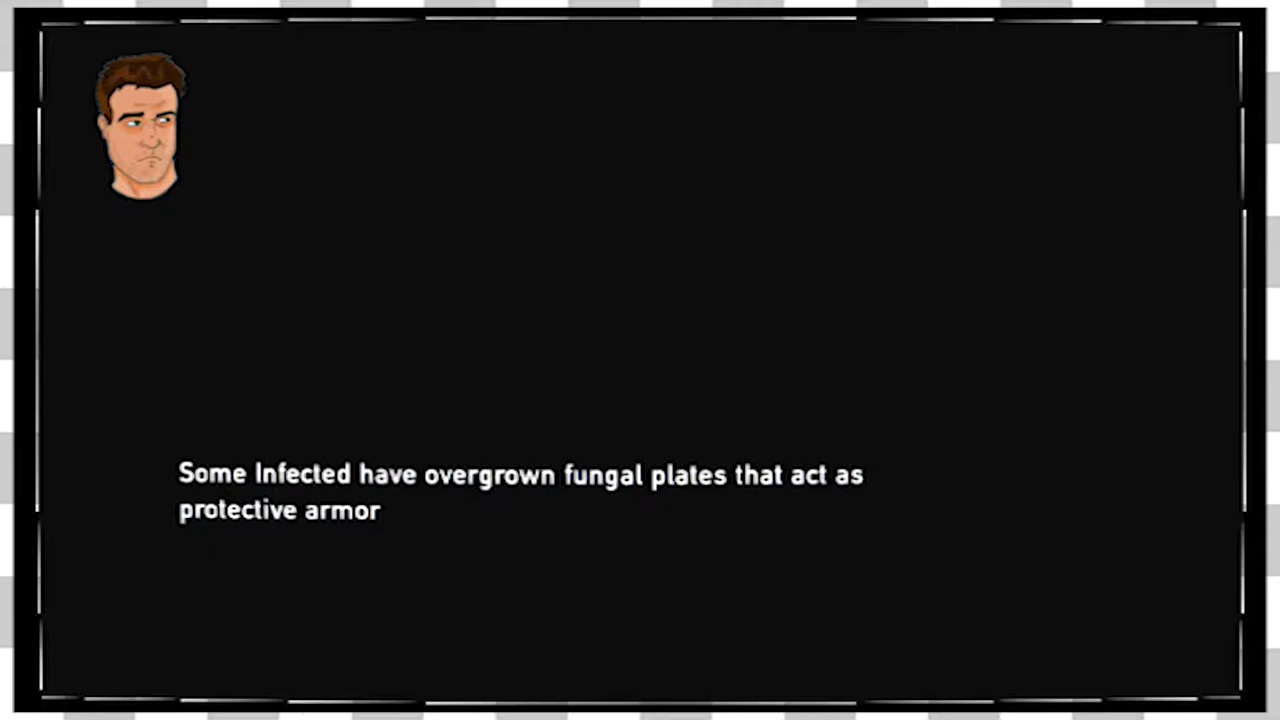 Some Infected have overgrown fungal plates that act as
protective armor